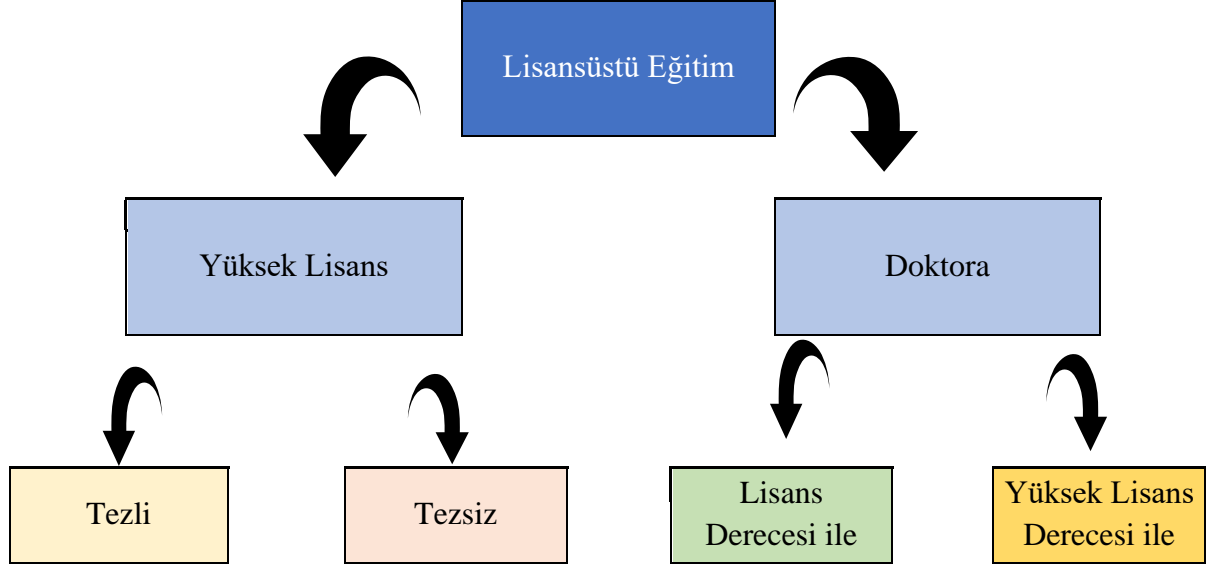 Lisansüstü Eğitim
Yüksek Lisans
Doktora
Tezli
Tezsiz
Lisans
Derecesi ile
Yüksek Lisans
Derecesi ile